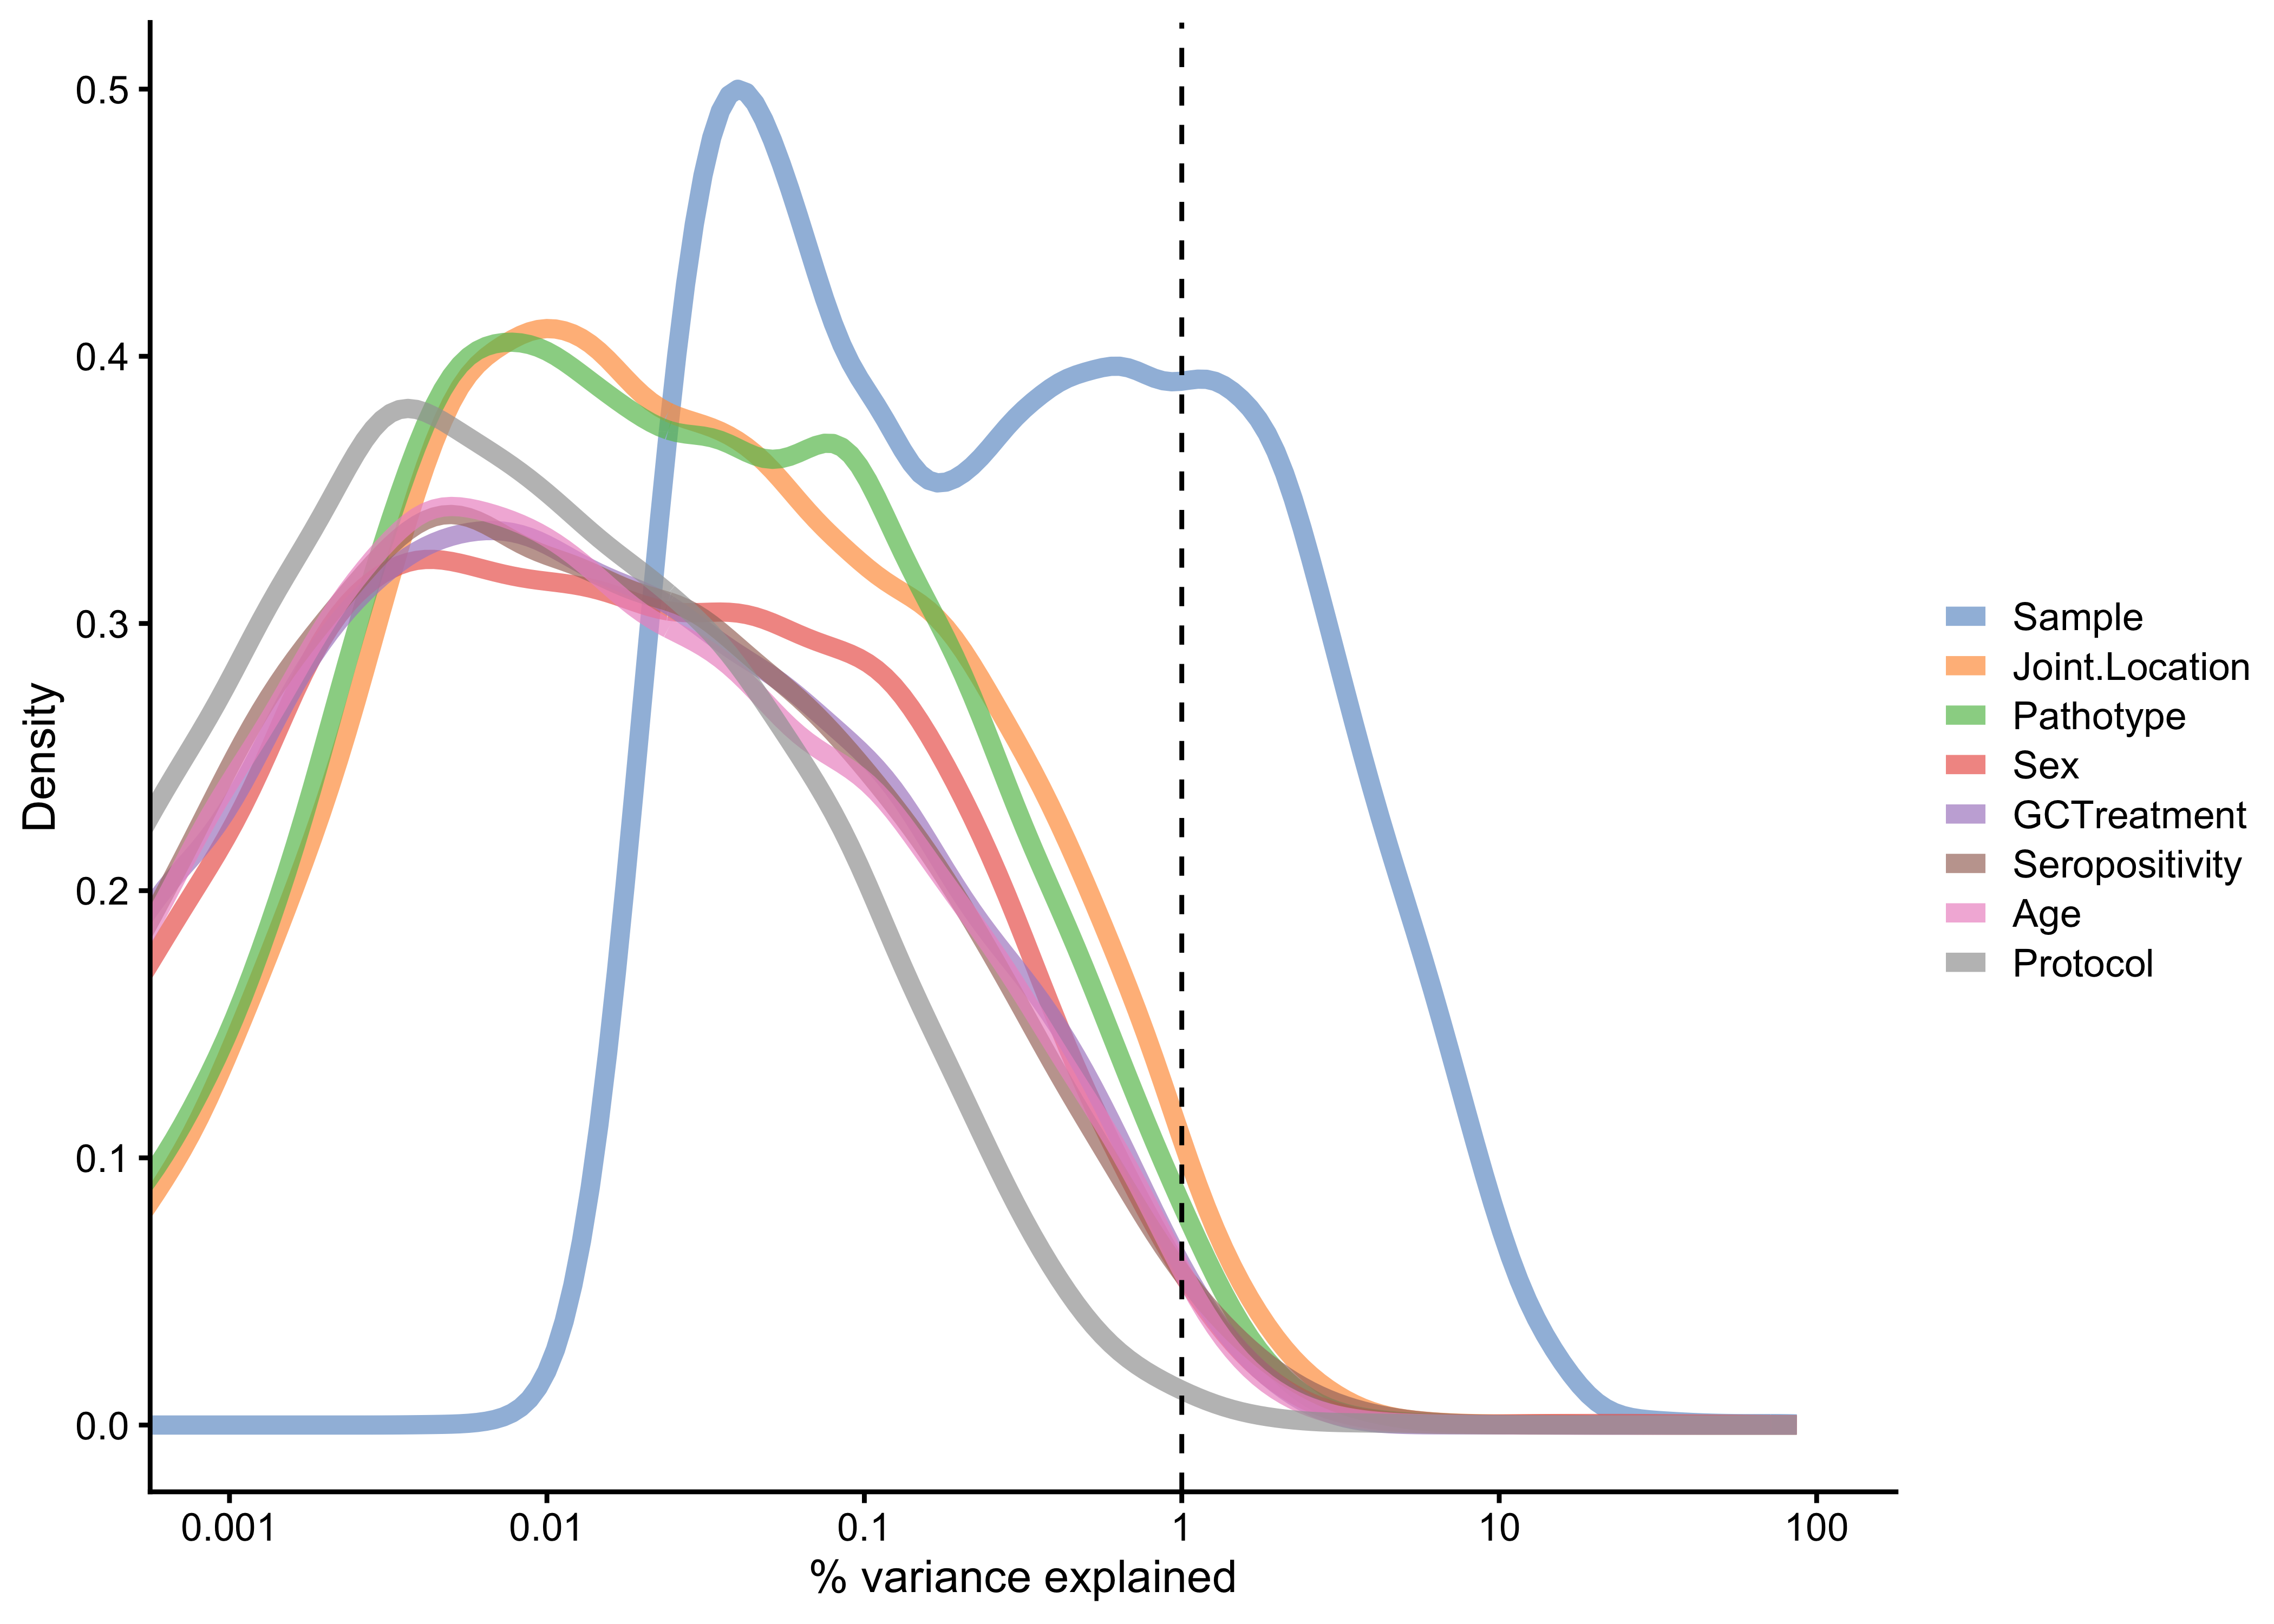 Density
0.5
0.4
0.3
0.2
0.1
0.0
0.001
0.01
0.1
1
10
100
% variance explained
Sample
Joint.Location
Pathotype
Sex
GCTreatment
Seropositivity
Age
Protocol